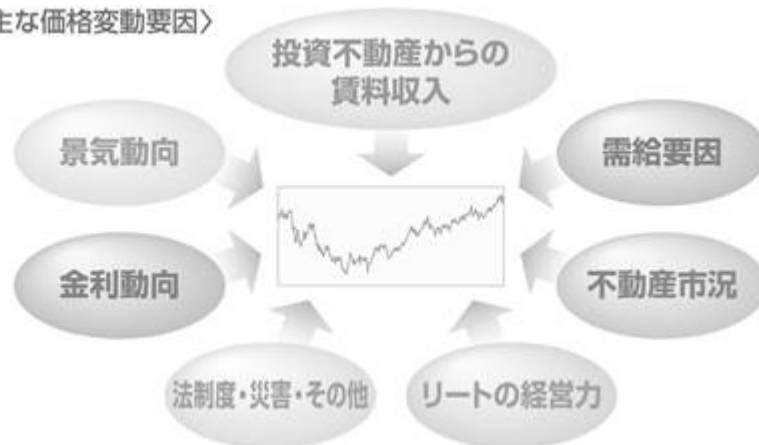 主な価格変動要因〉
投資不動産からの
賃料収入
景気動向
需給要因
金利動向
不動産市況
法制度・災害・その他
リートの経営力